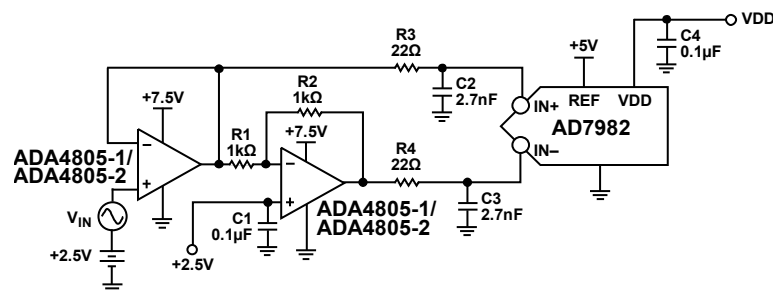 VDD
C4
0.1µF
R3
22Ω
+5V
C2
2.7nF
REF
VDD
IN+
AD7982
IN–
R2
1kΩ
+7.5V
+7.5V
R1
1kΩ
R4
22Ω
ADA4805-1/
ADA4805-2
–
+
–
+
VIN
C1
0.1µF
ADA4805-1/
ADA4805-2
C3
2.7nF
+2.5V
+2.5V